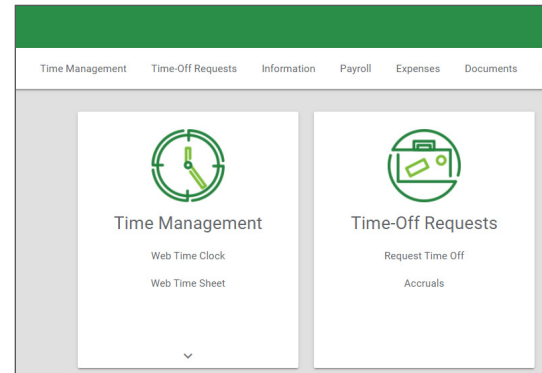 Time Management Time-Off Requests Information Payroll Expenses Documents
Time Management
Web Time Clock
Web Time Sheet
Time-Off Requests
Request Time Off
Accruals